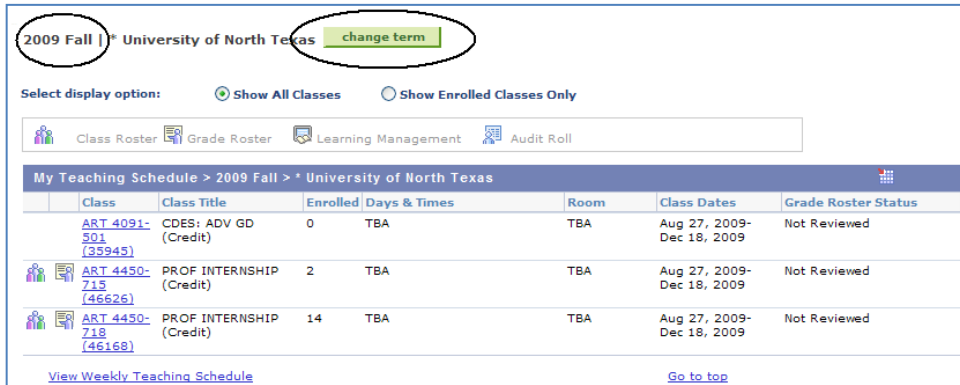 2009 Fall | * University of North Texas change term
Select display option: Show All Classes Show Enrolled Classes Only
Class Roster Grade Roster Learning Management Audit Roll
My Teaching Schedule > 2009 Fall > * University of North Texas
Class Class Title Enrolled Days & Times Room Class Dates Grade Roster Status
ART 4091- CDES: ADV GD 0 TBA TBA Aug 27, 2009- Not Reviewed
501 (Credit) Dec 18, 2009
(35945)
ART 4450- PROF INTERNSHIP 2 TBA TBA Aug 27, 2009- Not Reviewed
715 (Credit) Dec 18, 2009
(46626)
ART 4450- PROF INTERNSHIP 14 TBA TBA Aug 27, 2009- Not Reviewed
718 (Credit) Dec 18, 2009
(46168)
View Weekly Teaching Schedule Go to top